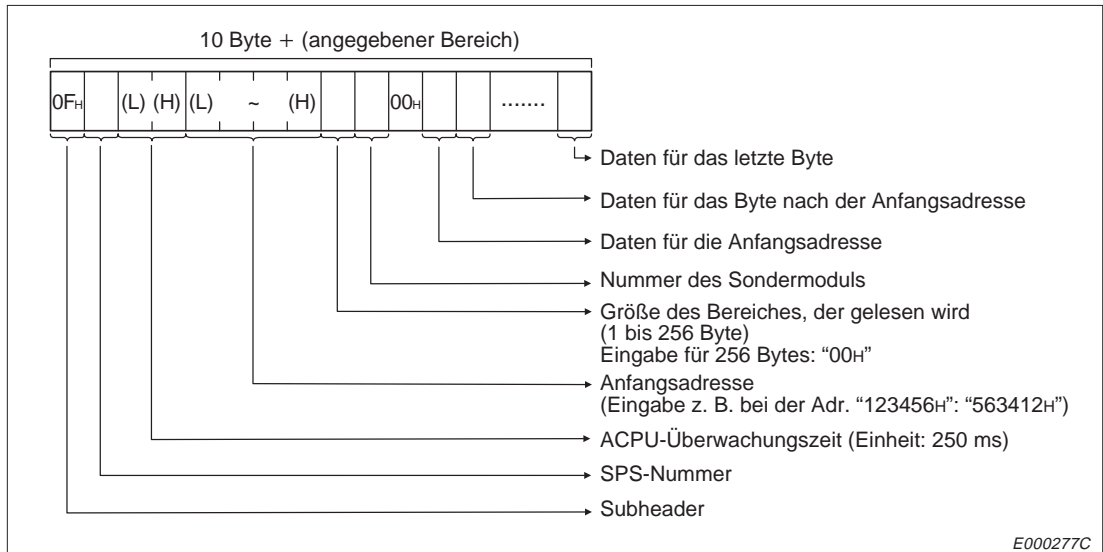 10 Byte + (angegebener Bereich)
0FH (L) (H) (L) ~ (H) 00H .......
Daten für das letzte Byte
Daten für das Byte nach der Anfangsadresse
Daten für die Anfangsadresse
Nummer des Sondermoduls
Größe des Bereiches, der gelesen wird
(1 bis 256 Byte)
Eingabe für 256 Bytes: “00H”
Anfangsadresse
(Eingabe z. B. bei der Adr. “123456H”: “563412H”)
ACPU-Überwachungszeit (Einheit: 250 ms)
SPS-Nummer
Subheader
E000277C